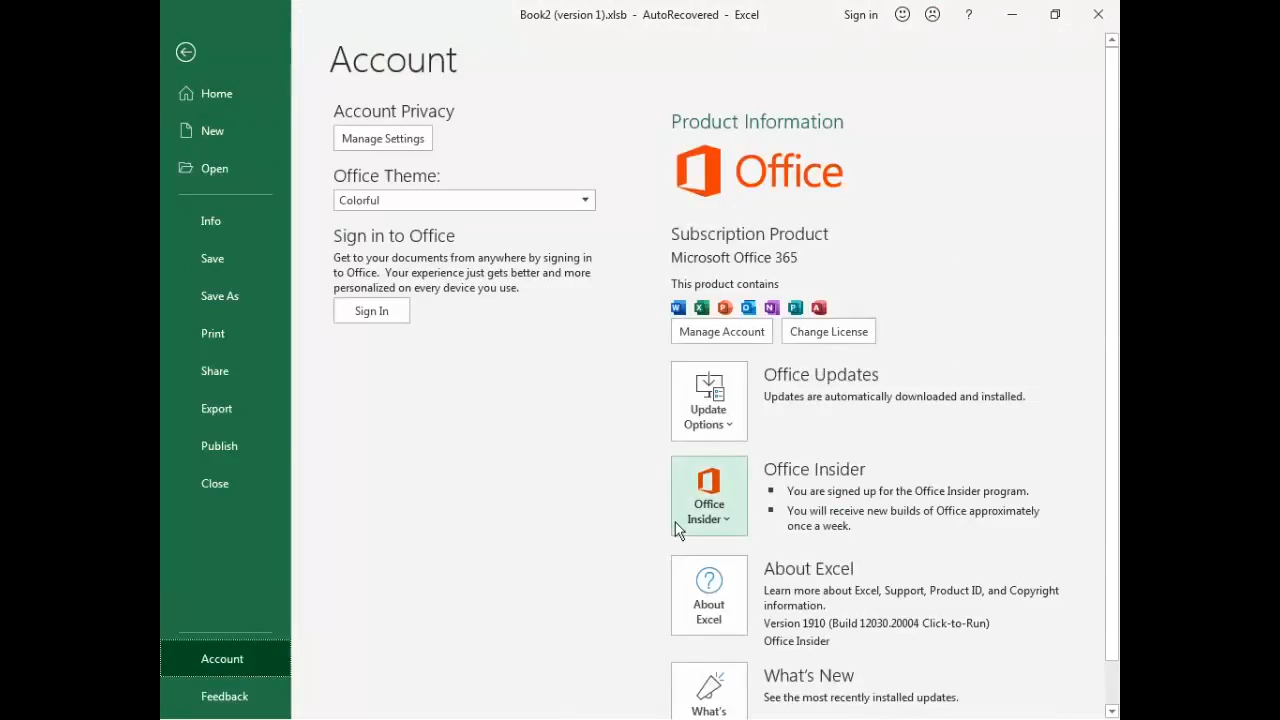 Book2 (version 1).xlsb - AutoRecovered - Excel
Sign in
?
Home
New
Open
Info
Save
Save As
Print
Share
Export
Publish
Close
Account
Feedback
Account
Account Privacy
Manage Settings
Office Theme:
Colorful
Sign in to Office
Get to your documents from anywhere by signing in
to Office. Your experience just gets better and more
personalized on every device you use.
Sign In
Product Information
Office
Subscription Product
Microsoft Office 365
This product contains
Manage Account
Change License
Update
Options
Office Updates
Updates are automatically downloaded and installed.
Office
Insider
Office Insider
You are signed up for the Office Insider program.
You will receive new builds of Office approximately
once a week.
?
About
Excel
About Excel
Learn more about Excel, Support, Product ID, and Copyright
information.
Version 1910 (Build 12030.20004 Click-to-Run)
Office Insider
What's
What's New
See the most recently installed updates.